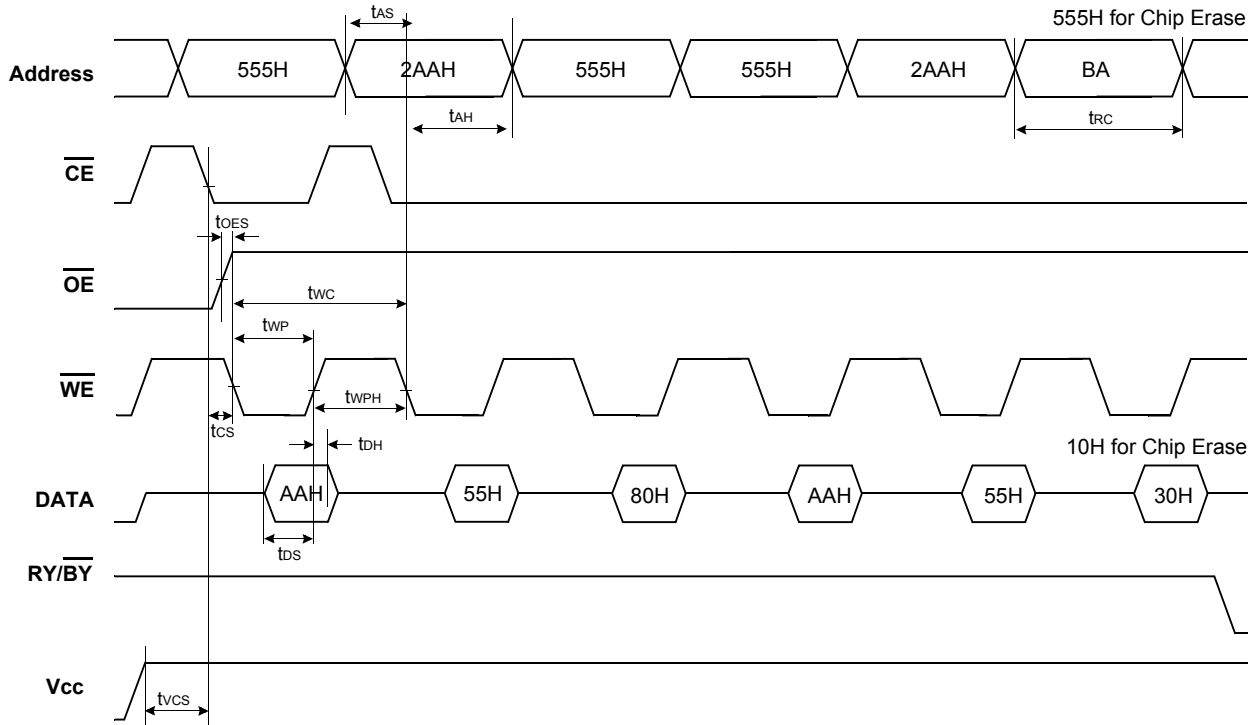 tAS
555H for Chip Erase
Address
555H
2AAH
555H
555H
2AAH
BA
tAH
tRC
CE
tOES
OE
tWC
tWP
WE
tWPH
tCS
tDH
10H for Chip Erase
DATA
AAH
55H
80H
AAH
55H
30H
tDS
RY/BY
Vcc
tVCS